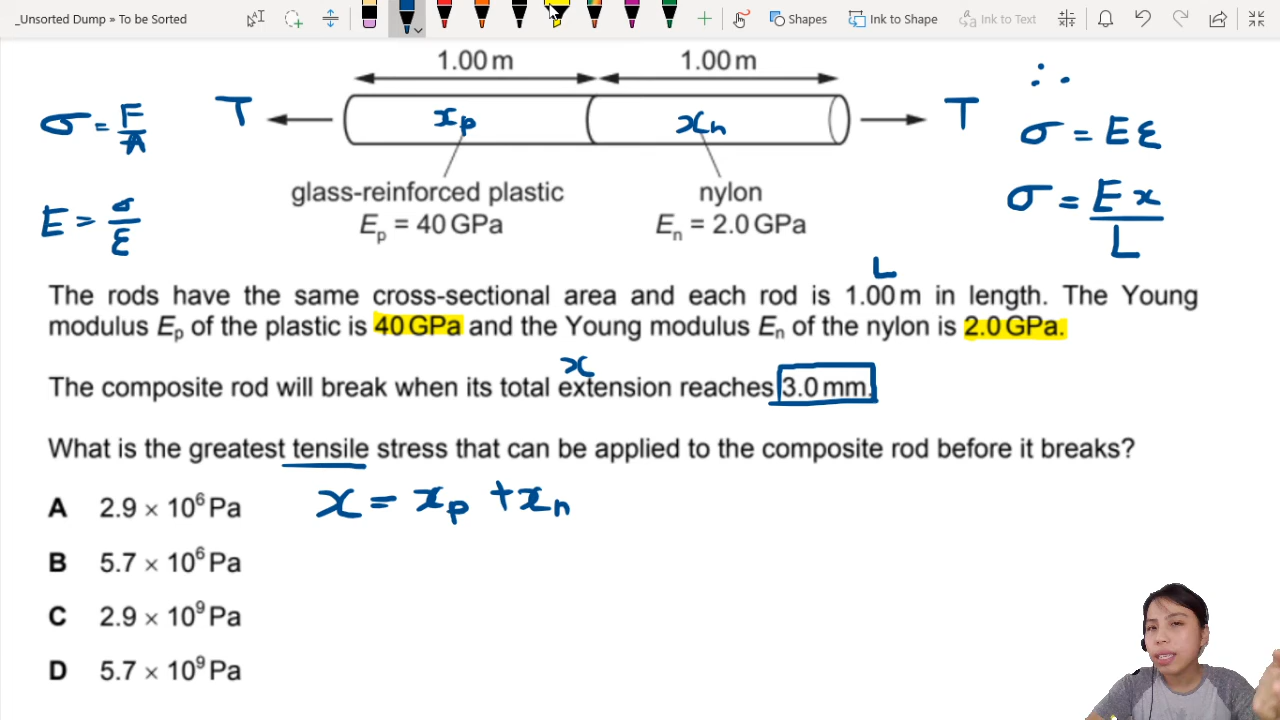 _Unsorted Dump » To be Sorted
Shapes
Ink to Shape
Ink to Text
1.00 m 1.00 m
σ = F/A
T
xp
xn
T
∴
σ = Eε
glass-reinforced plastic nylon
Ep = 40 GPa En = 2.0 GPa
E = σ/ε
σ = Ex/L
L
The rods have the same cross-sectional area and each rod is 1.00 m in length. The Young
modulus Ep of the plastic is 40 GPa and the Young modulus En of the nylon is 2.0 GPa.
x
The composite rod will break when its total extension reaches 3.0 mm.
What is the greatest tensile stress that can be applied to the composite rod before it breaks?
A 2.9 × 10⁶ Pa
x = xp + xn
B 5.7 × 10⁶ Pa
C 2.9 × 10⁹ Pa
D 5.7 × 10⁹ Pa